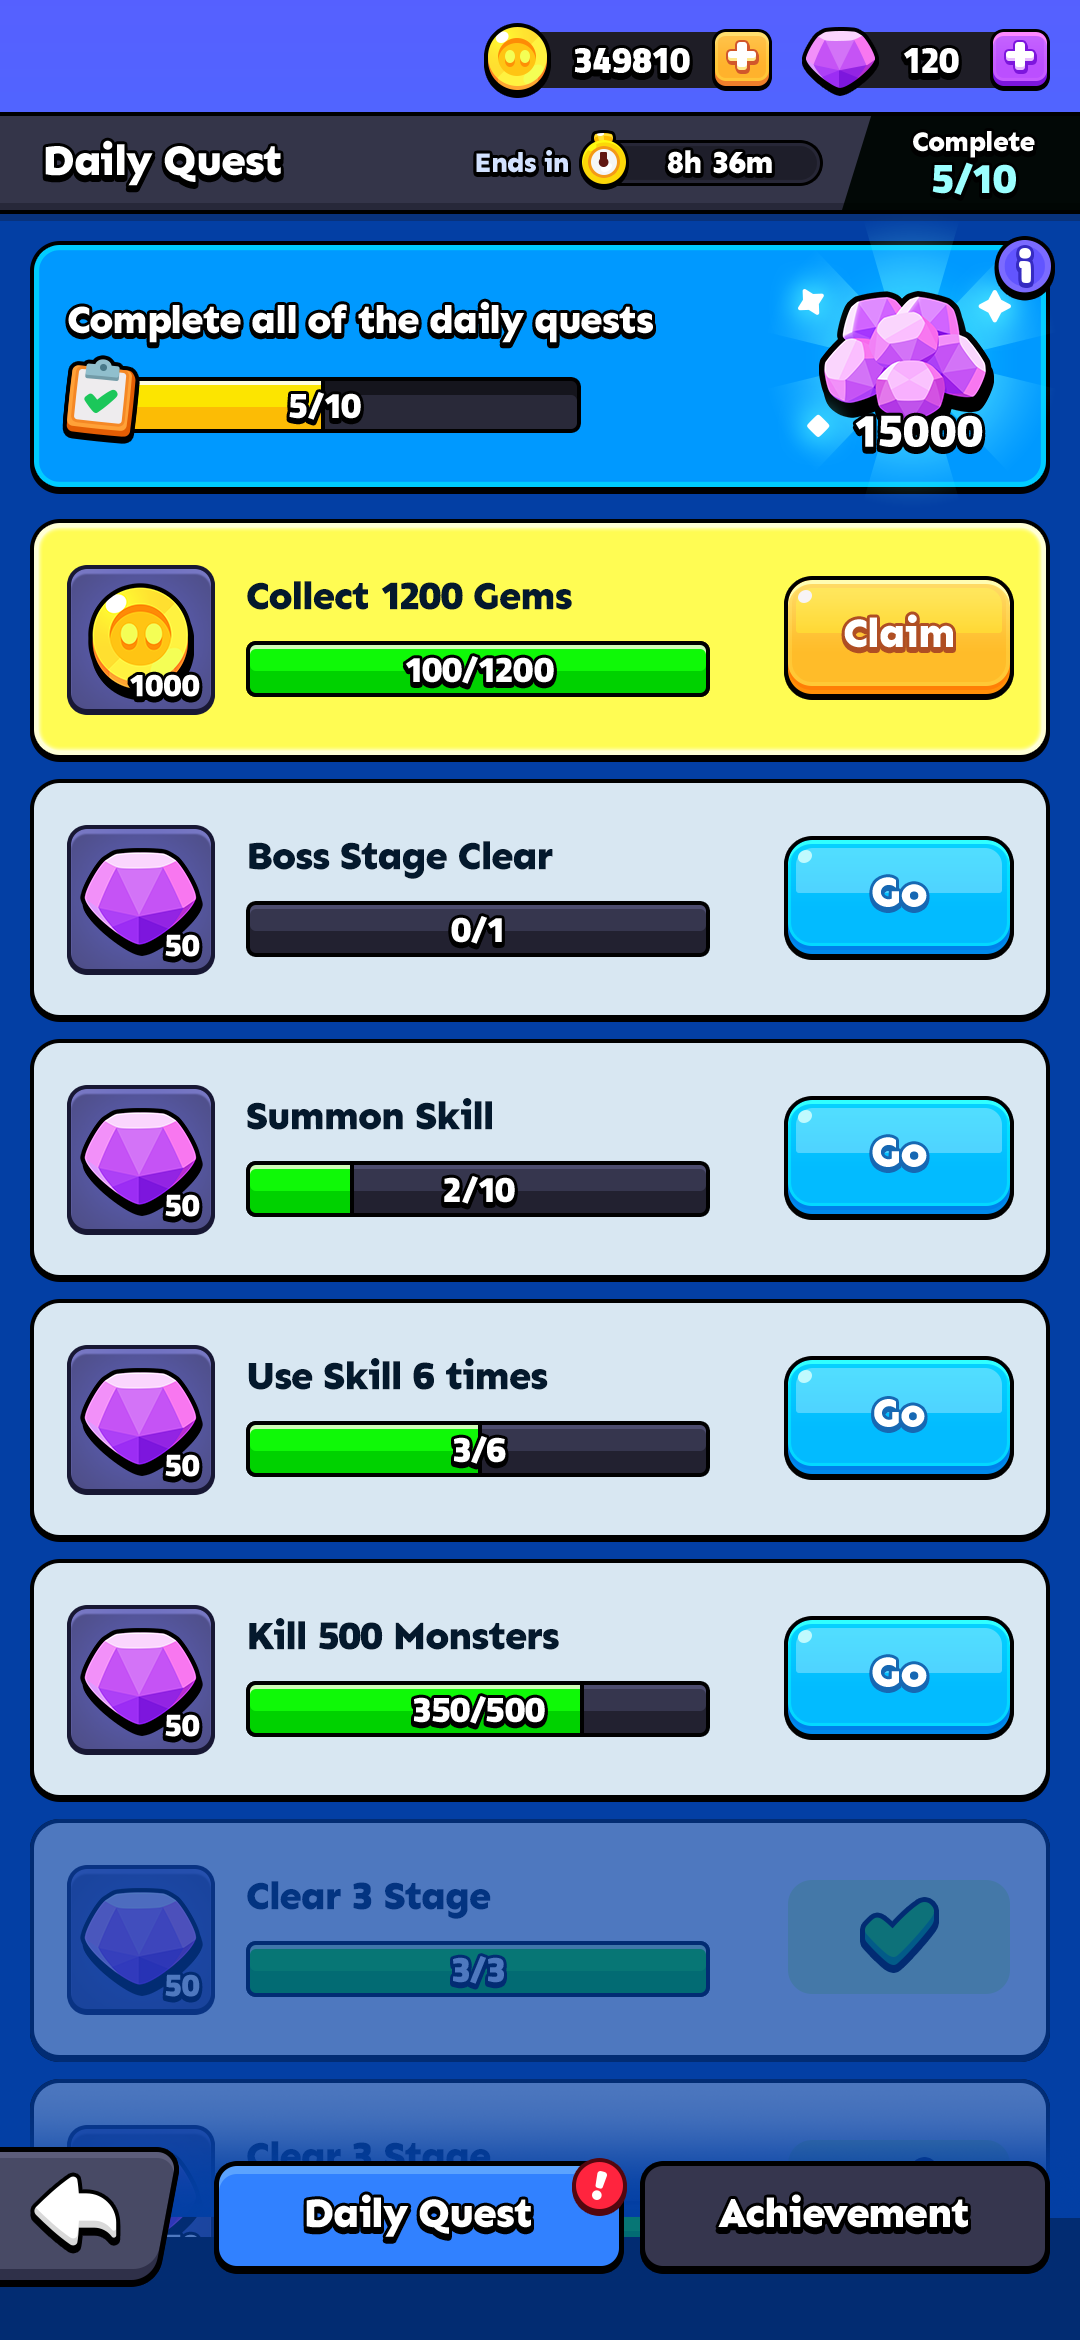 349810
120
Daily Quest
Ends in
8h 36m
Complete
5/10
Complete all of the daily quests
5/10
15000
Collect 1200 Gems
1000
100/1200
Claim
Boss Stage Clear
50
0/1
Go
Summon Skill
50
2/10
Go
Use Skill 6 times
50
3/6
Go
Kill 500 Monsters
50
350/500
Go
Clear 3 Stage
50
3/3
Clear 3 Stage
Daily Quest
Achievement